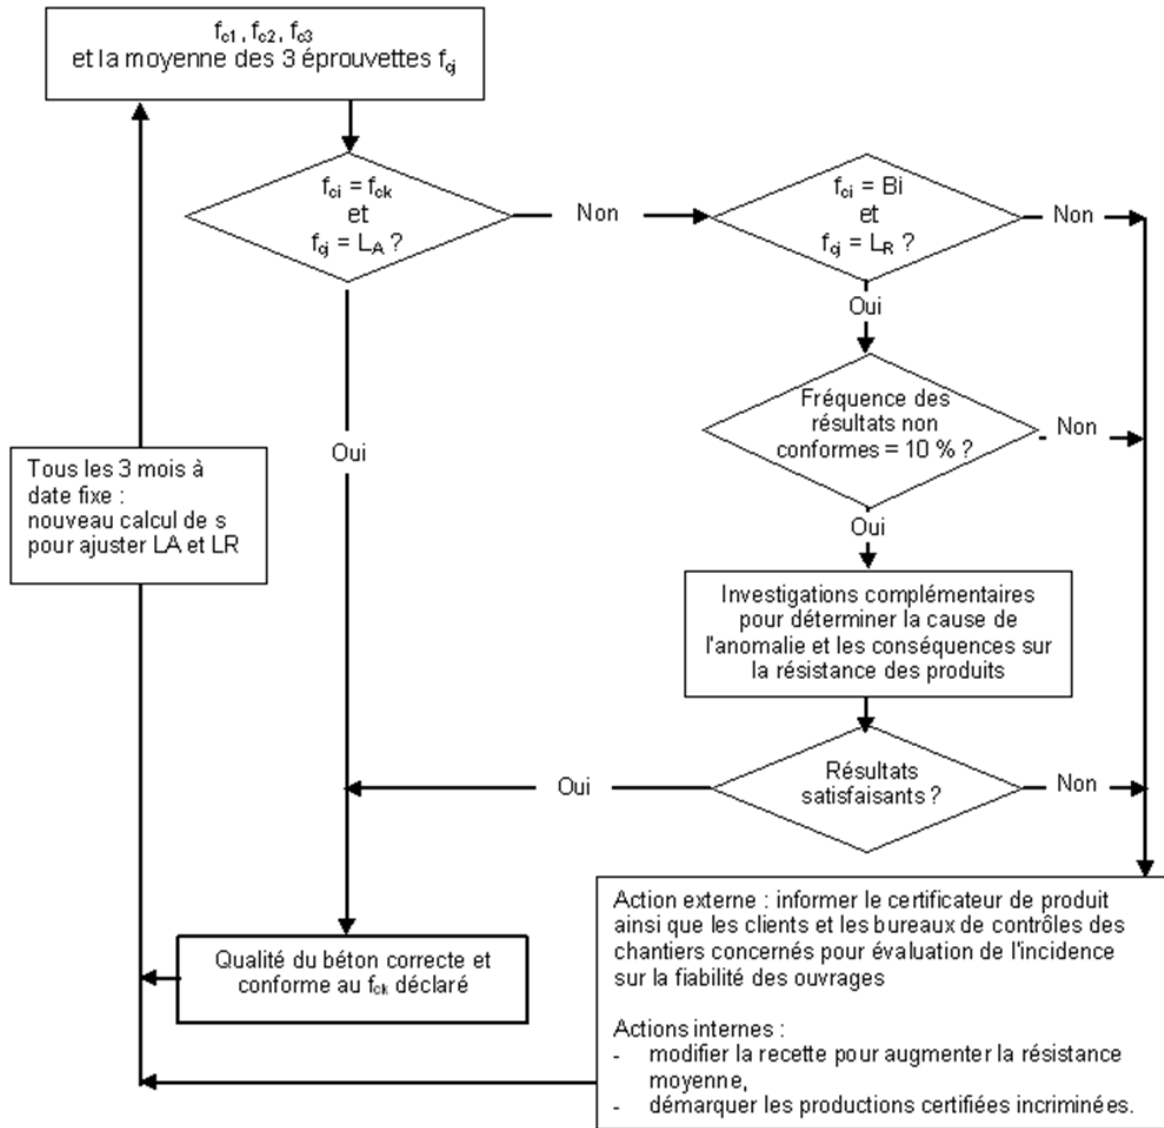 fc1, fc2, fc3
et la moyenne des 3 éprouvettes fcj
fci = fck
et
fcj = LA ?
Non
fci = Bi
et
fcj = LR ?
Non
Oui
Fréquence des
résultats non
conformes = 10 % ?
Non
Oui
Tous les 3 mois à
date fixe :
nouveau calcul de s
pour ajuster LA et LR
Oui
Investigations complémentaires
pour déterminer la cause de
l'anomalie et les conséquences sur
la résistance des produits
Oui
Résultats
satisfaisants ?
Non
Qualité du béton correcte et
conforme au fck déclaré
Action externe : informer le certificateur de produit
ainsi que les clients et les bureaux de contrôles des
chantiers concernés pour évaluation de l'incidence
sur la fiabilité des ouvrages
Actions internes :
- modifier la recette pour augmenter la résistance
moyenne,
- démarquer les productions certifiées incriminées.